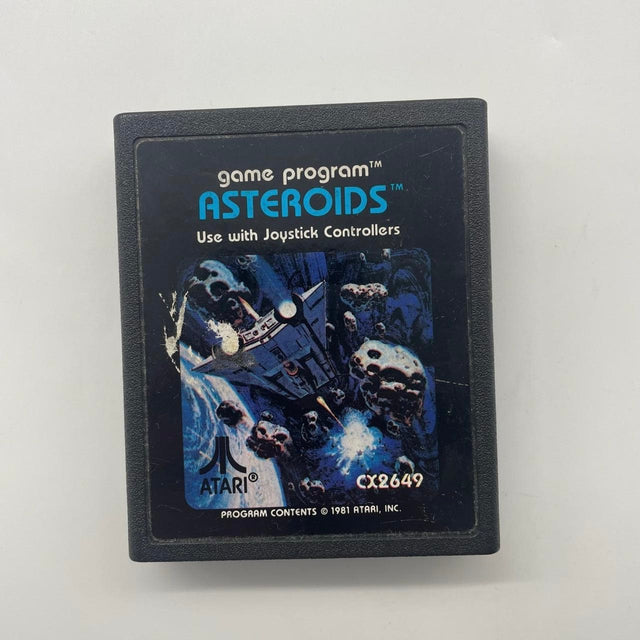 game program™
ASTEROIDS™
Use with Joystick Controllers
ATARI®
CX2649
PROGRAM CONTENTS © 1981 ATARI, INC.